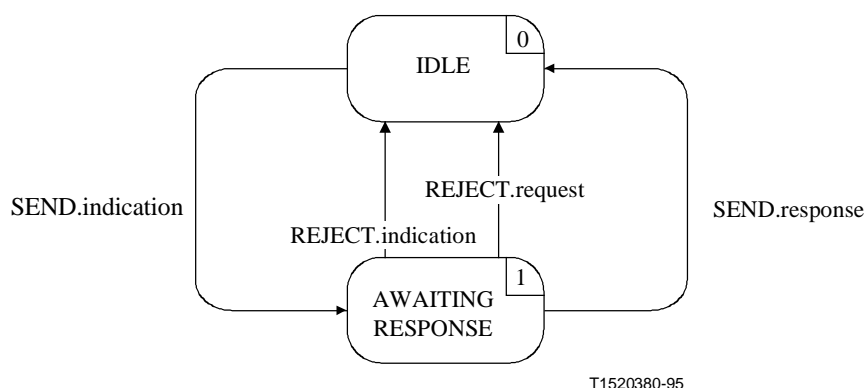 0
IDLE
REJECT.request
SEND.indication
SEND.response
REJECT.indication
1
AWAITING
RESPONSE
T1520380-95